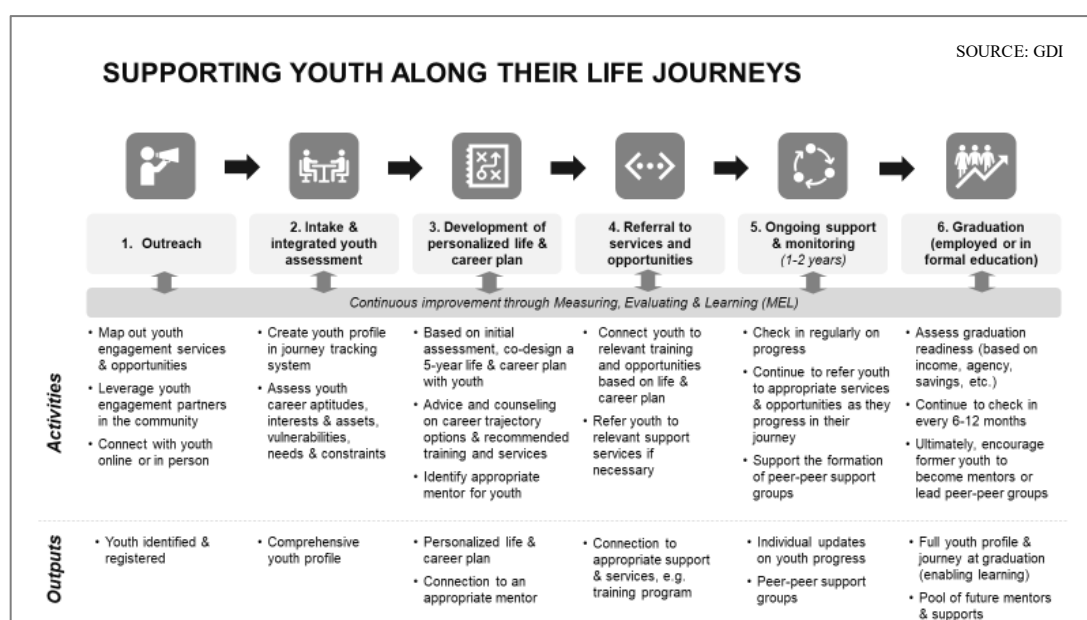 SOURCE: GDI
SUPPORTING YOUTH ALONG THEIR LIFE JOURNEYS
1. Outreach
2. Intake &
integrated youth
assessment
3. Development of
personalized life &
career plan
4. Referral to
services and
opportunities
5. Ongoing support
& monitoring
(1-2 years)
6. Graduation
(employed or in
formal education)
Continuous improvement through Measuring, Evaluating & Learning (MEL)
Activities
• Map out youth
engagement services
& opportunities
• Leverage youth
engagement partners
in the community
• Connect with youth
online or in person
• Create youth profile
in journey tracking
system
• Assess youth
career aptitudes,
interests & assets,
vulnerabilities,
needs & constraints
• Based on initial
assessment, co-design a
5-year life & career plan
with youth
• Advice and counseling
on career trajectory
options & recommended
training and services
• Identify appropriate
mentor for youth
• Connect youth to
relevant training
and opportunities
based on life &
career plan
• Refer youth to
relevant support
services if
necessary
• Check in regularly on
progress
• Continue to refer youth
to appropriate services
& opportunities as they
progress in their
journey
• Support the formation
of peer-peer support
groups
• Assess graduation
readiness (based on
income, agency,
savings, etc.)
• Continue to check in
every 6-12 months
• Ultimately, encourage
former youth to
become mentors or
lead peer-peer groups
Outputs
• Youth identified &
registered
• Comprehensive
youth profile
• Personalized life &
career plan
• Connection to an
appropriate mentor
• Connection to
appropriate support
& services, e.g.
training program
• Individual updates
on youth progress
• Peer-peer support
groups
• Full youth profile &
journey at graduation
(enabling learning)
• Pool of future mentors
& supports